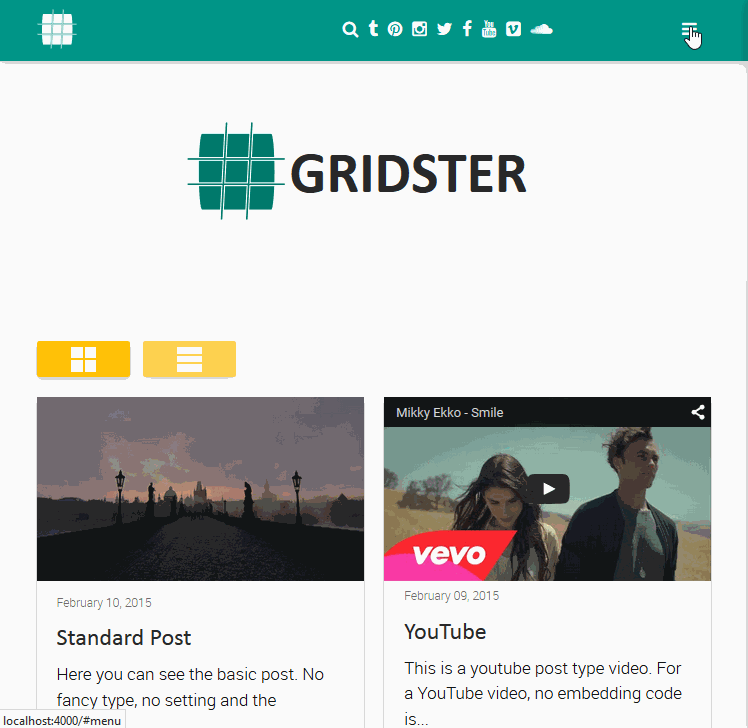 You
Tube
GRIDSTER
Mikky Ekko - Smile
vevo
February 10, 2015
February 09, 2015
Standard Post
YouTube
Here you can see the basic post. No
fancy type, no setting and the
This is a youtube post type video. For
a YouTube video, no embedding code
is...
localhost:4000/#menu